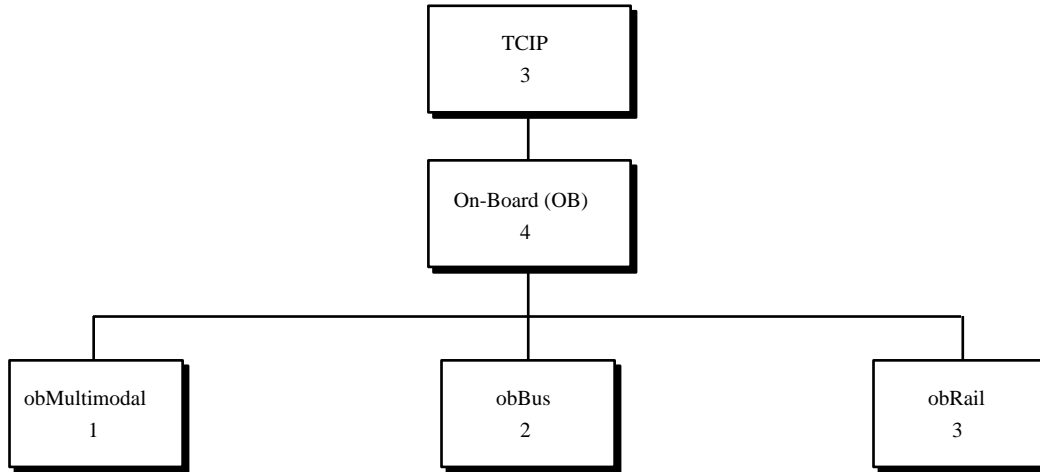 TCIP
3
On-Board (OB)
4
obMultimodal
1
obBus
2
obRail
3